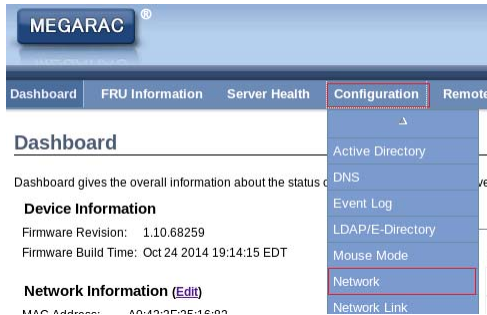 MEGARAC ®
Dashboard FRU Information Server Health Configuration Remote
Dashboard
Active Directory
Dashboard gives the overall information about the status
DNS
Device Information
Event Log
Firmware Revision: 1.10.68259
LDAP/E-Directory
Firmware Build Time: Oct 24 2014 19:14:15 EDT
Mouse Mode
Network
Network Information (Edit)
Network Link